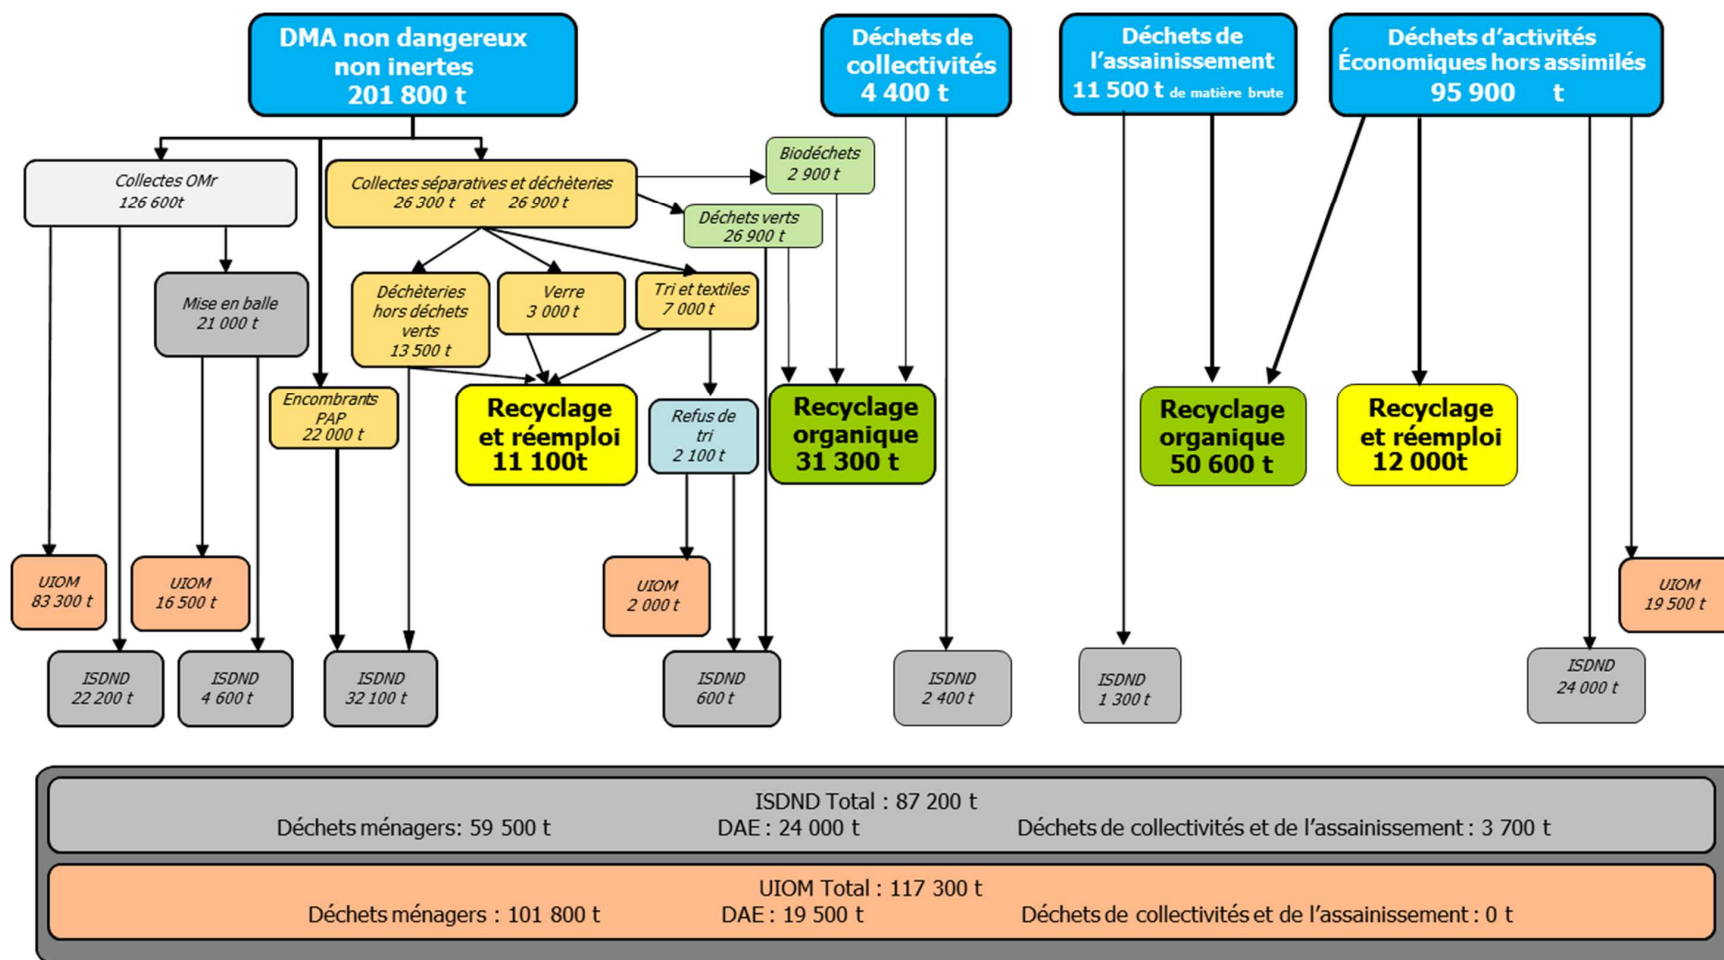 DMA non dangereux
non inertes
201 800 t
Déchets de
collectivités
4 400 t
Déchets de
l'assainissement
11 500 t de matière brute
Déchets d'activités
Économiques hors assimilés
95 900 t
Collectes OMr
126 600t
Collectes séparatives et déchèteries
26 300 t et 26 900 t
Biodéchets
2 900 t
Déchets verts
26 900 t
Mise en balle
21 000 t
Déchèteries
hors déchets
verts
13 500 t
Verre
3 000 t
Tri et textiles
7 000 t
Encombrants
PAP
22 000 t
Recyclage
et réemploi
11 100t
Refus de
tri
2 100 t
Recyclage
organique
31 300 t
Recyclage
organique
50 600 t
Recyclage
et réemploi
12 000t
UIOM
83 300 t
UIOM
16 500 t
UIOM
2 000 t
UIOM
19 500 t
ISDND
22 200 t
ISDND
4 600 t
ISDND
32 100 t
ISDND
600 t
ISDND
2 400 t
ISDND
1 300 t
ISDND
24 000 t
ISDND Total : 87 200 t
Déchets ménagers: 59 500 t DAE : 24 000 t Déchets de collectivités et de l'assainissement : 3 700 t
UIOM Total : 117 300 t
Déchets ménagers : 101 800 t DAE : 19 500 t Déchets de collectivités et de l'assainissement : 0 t